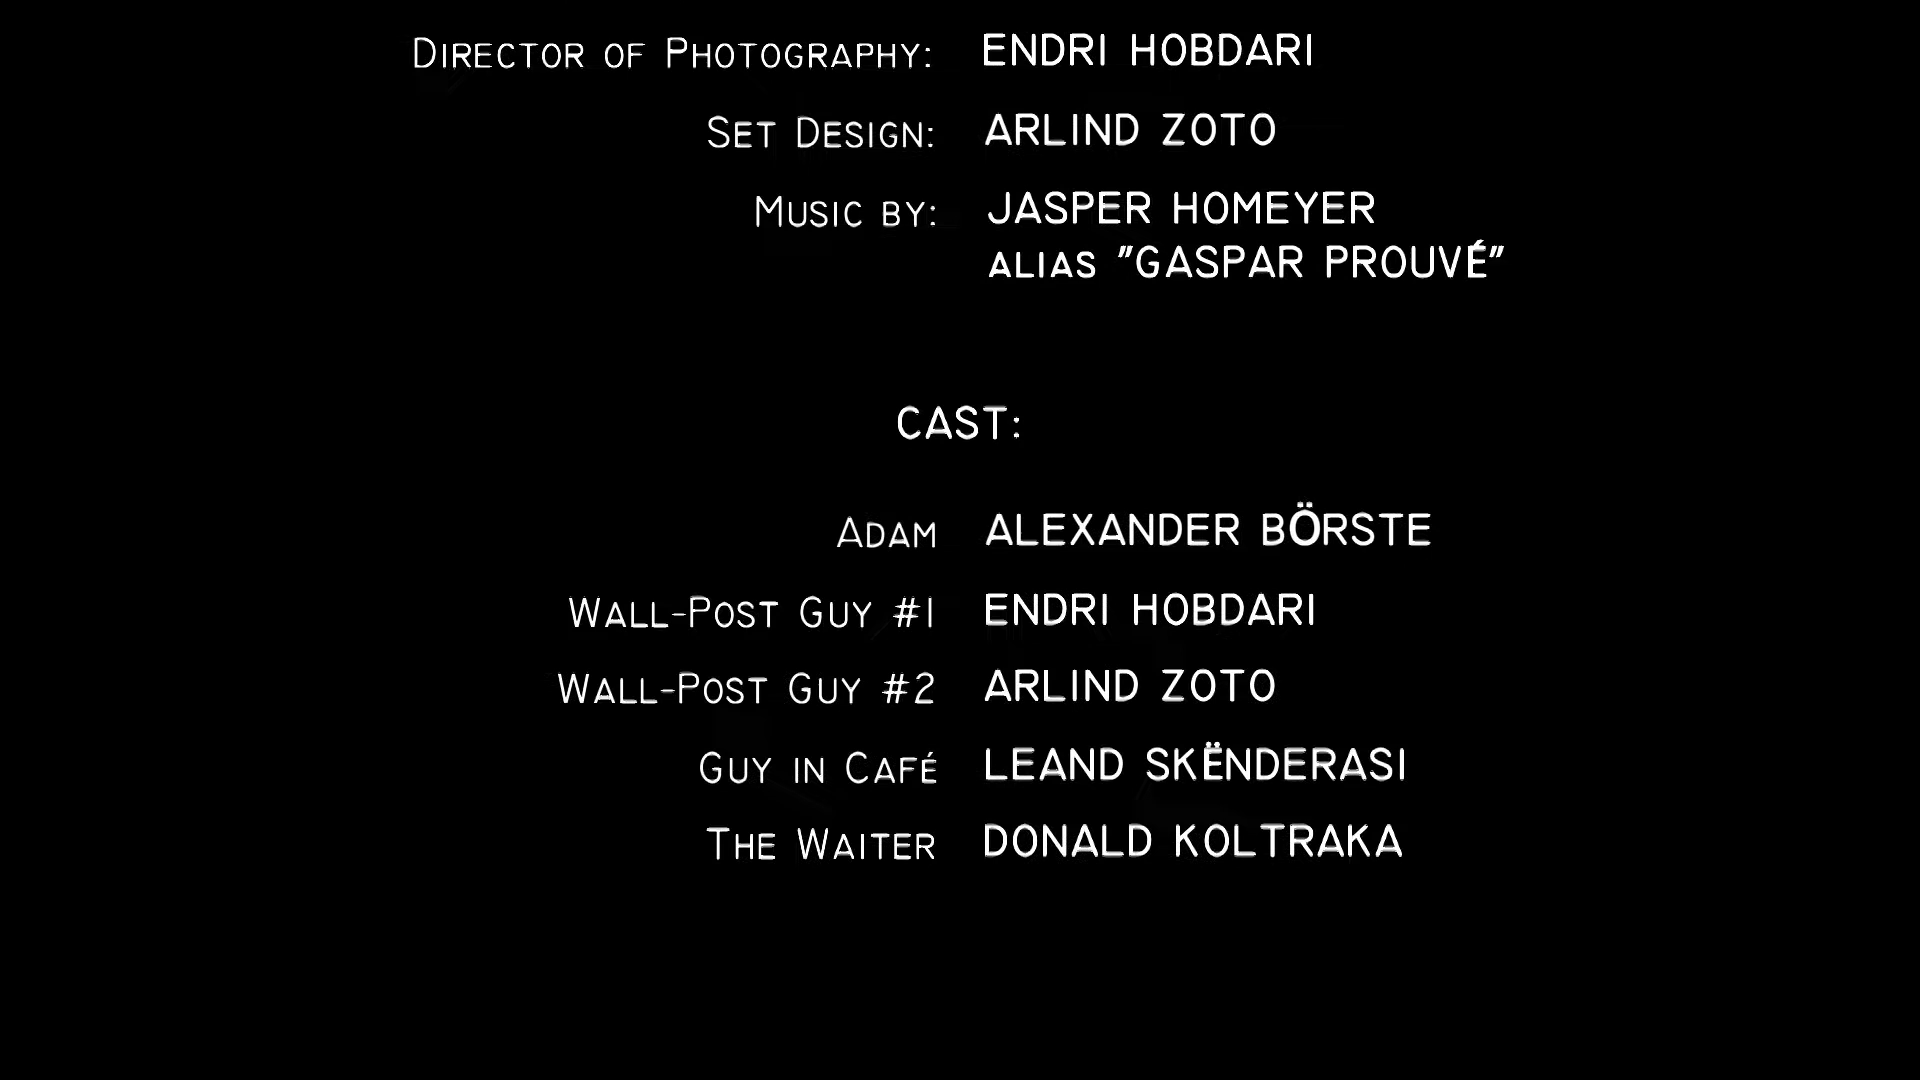 Director of Photography: ENDRI HOBDARI
Set Design: ARLIND ZOTO
Music by: JASPER HOMEYER
alias "GASPAR PROUVÉ"
CAST:
Adam ALEXANDER BÖRSTE
Wall-Post Guy #1 ENDRI HOBDARI
Wall-Post Guy #2 ARLIND ZOTO
Guy in Café LEAND SKËNDERASI
The Waiter DONALD KOLTRAKA